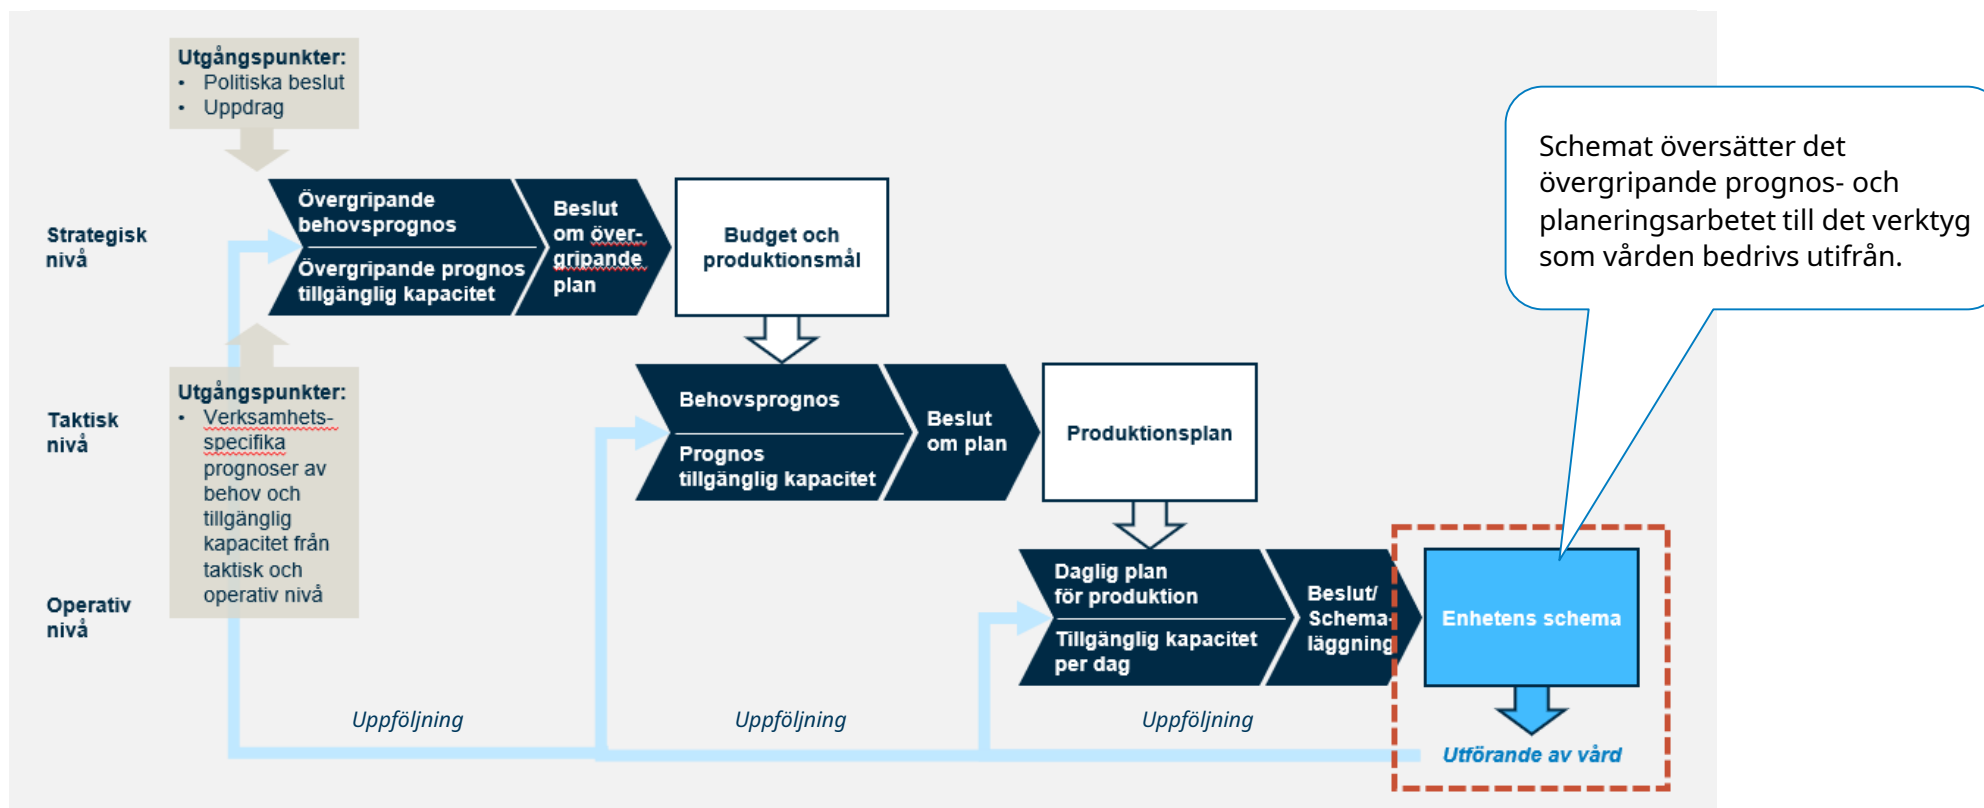 Utgångspunkter:
• Politiska beslut
• Uppdrag
Schemat översätter det
övergripande prognos- och
planeringsarbetet till det verktyg
som vården bedrivs utifrån.
Strategisk
nivå
Övergripande
behovsprognos
Övergripande prognos
tillgänglig kapacitet
Beslut
om över-
gripande
plan
Budget och
produktionsmål
Taktisk
nivå
Utgångspunkter:
• Verksamhets-
specifika
prognoser av
behov och
tillgänglig
kapacitet från
taktisk och
operativ nivå
Behovsprognos
Prognos
tillgänglig kapacitet
Beslut
om plan
Produktionsplan
Operativ
nivå
Daglig plan
för produktion
Tillgänglig kapacitet
per dag
Beslut/
Schema-
läggning
Enhetens schema
Uppföljning
Uppföljning
Uppföljning
Utförande av vård